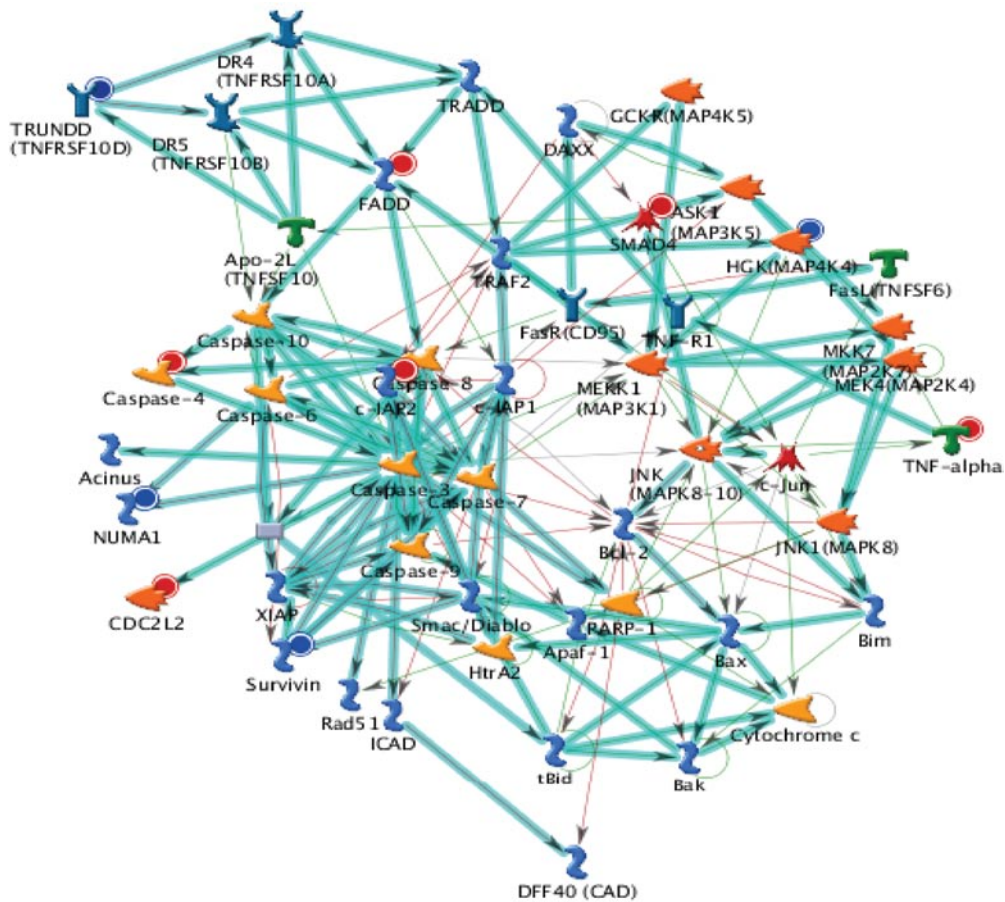 DR4
(TNFRSF10A)
TRADD
GCKR(MAP4K5)
TRUNDD
(TNFRSF10D)
DR5
(TNFRSF10B)
DAXX
FADD
ASK1
(MAP3K5)
SMAD4
HGK(MAP4K4)
Apo-2L
(TNFSF10)
TRAF2
FasL(TNFSF6)
FasR(CD95)
TNF-R1
Caspase-10
MKK7
(MAP2K7)
MEK4(MAP2K4)
Caspase-4
Caspase-6
Caspase-8
c-IAP2
c-IAP1
MEKK1
(MAP3K1)
Acinus
Caspase-3
Caspase-7
JNK
(MAPK8-10)
c-Jun
TNF-alpha
NUMA1
Bcl-2
JNK1(MAPK8)
Caspase-9
CDC2L2
XIAP
Smac/Diablo
PARP-1
Apaf-1
Bim
Survivin
HtrA2
Bax
Rad51
ICAD
Cytochrome c
tBid
Bak
DFF40 (CAD)